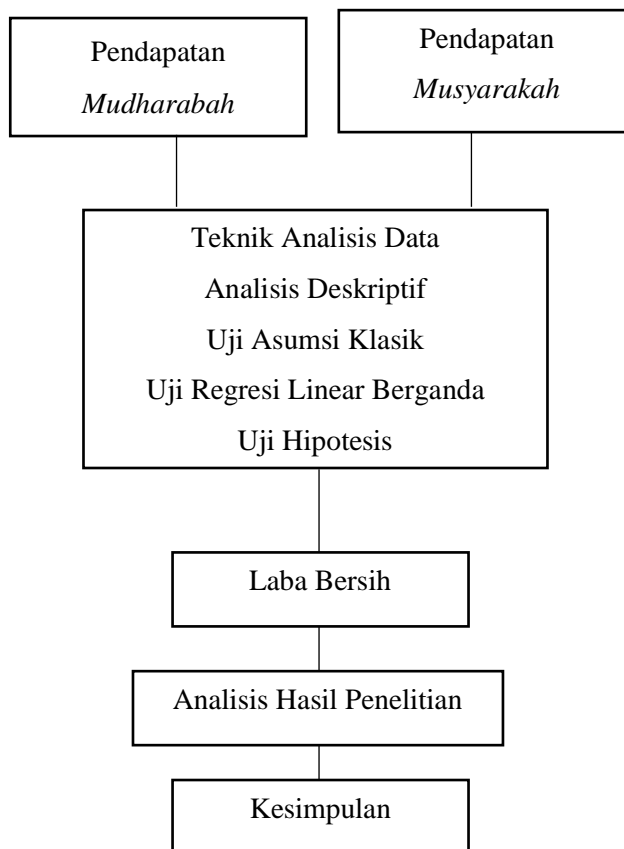 Pendapatan
Mudharabah
Pendapatan
Musyarakah
Teknik Analisis Data
Analisis Deskriptif
Uji Asumsi Klasik
Uji Regresi Linear Berganda
Uji Hipotesis
Laba Bersih
Analisis Hasil Penelitian
Kesimpulan